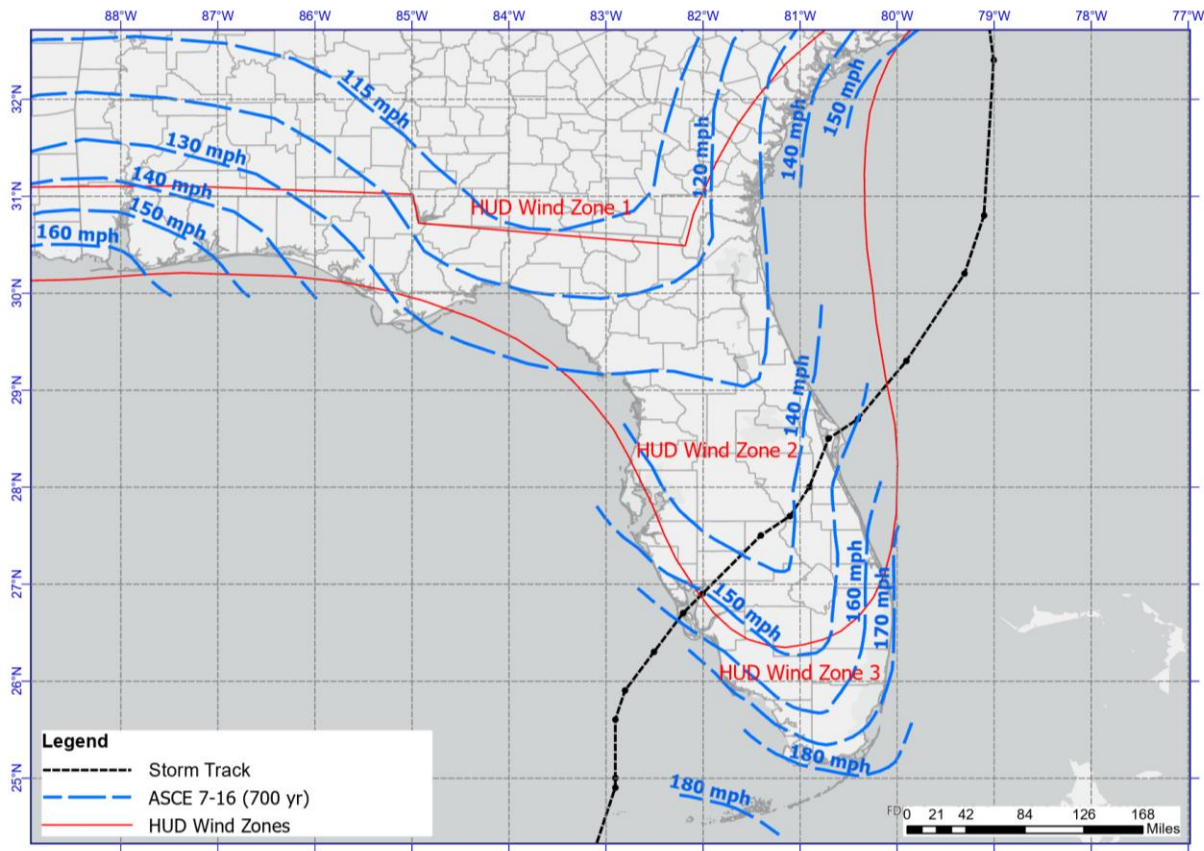 88°W 87°W 86°W 85°W 84°W 83°W 82°W 81°W 80°W 79°W 78°W 77°W
32°N
115 mph
150 mph
140 mph
130 mph
120 mph
31°N
140 mph
HUD Wind Zone 1
150 mph
160 mph
30°N
29°N
140 mph
HUD Wind Zone 2
28°N
27°N
150 mph
160 mph
170 mph
26°N
HUD Wind Zone 3
Legend
Storm Track
ASCE 7-16 (700 yr)
HUD Wind Zones
25°N
180 mph
180 mph
FD
0 21 42 84 126 168
Miles